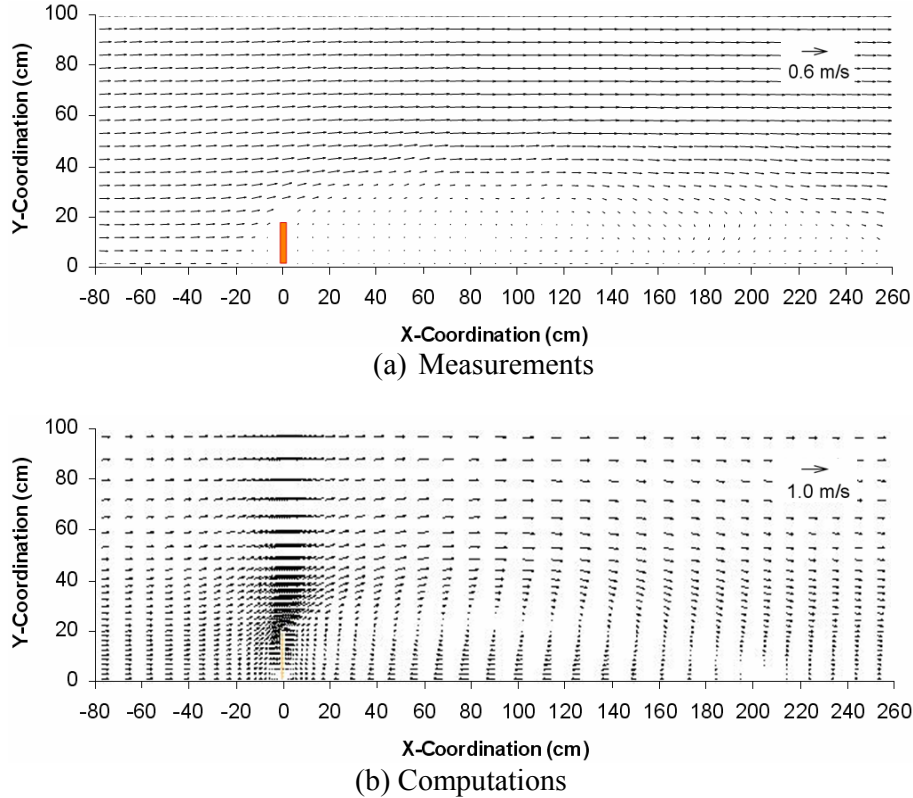 100
80
60
40
20
0
Y-Coordination (cm)
0.6 m/s
-80 -60 -40 -20 0 20 40 60 80 100 120 140 160 180 200 220 240 260
X-Coordination (cm)
(a) Measurements
100
80
60
40
20
0
Y-Coordination (cm)
1.0 m/s
-80 -60 -40 -20 0 20 40 60 80 100 120 140 160 180 200 220 240 260
X-Coordination (cm)
(b) Computations